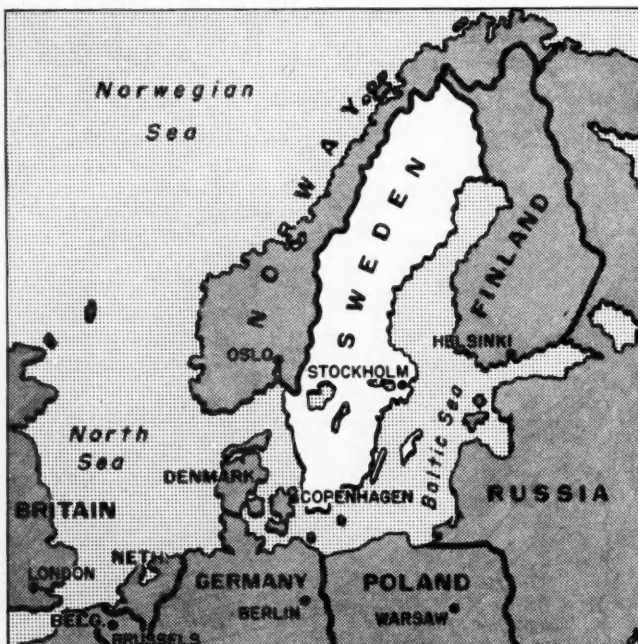 Norwegian
Sea
NORWAY
SWEDEN
FINLAND
OSLO
HELSINKI
STOCKHOLM
North
Sea
Baltic Sea
DENMARK
COPENHAGEN
RUSSIA
BRITAIN
NETH.
LONDON
GERMANY
POLAND
BERLIN
WARSAW
BELG.
BRUSSELS